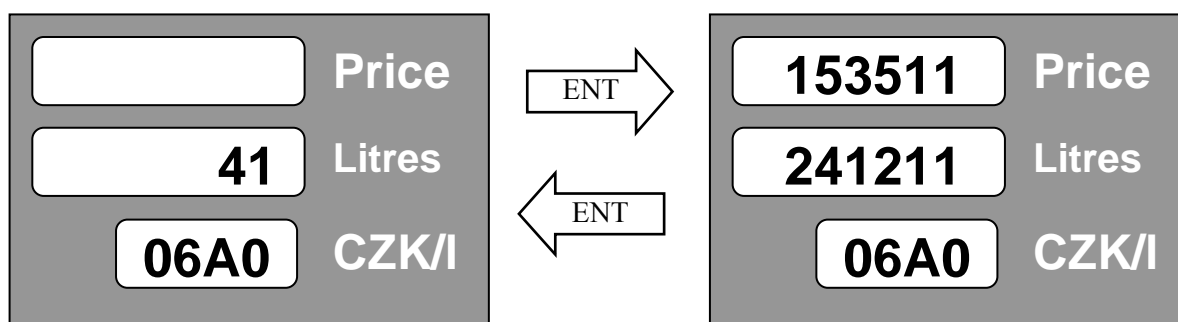 Price
41 Litres
06A0 CZK/l
ENT
ENT
153511 Price
241211 Litres
06A0 CZK/l